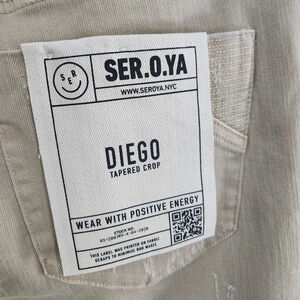 SER
SER.O.YA
WWW.SEROYA.NYC
DIEGO
TAPERED CROP
WEAR WITH POSITIVE ENERGY
STOCK NO.
THIS LABEL WAS PRINTED ON FABRIC
SCRAPS TO MINIMIZE OUR WASTE